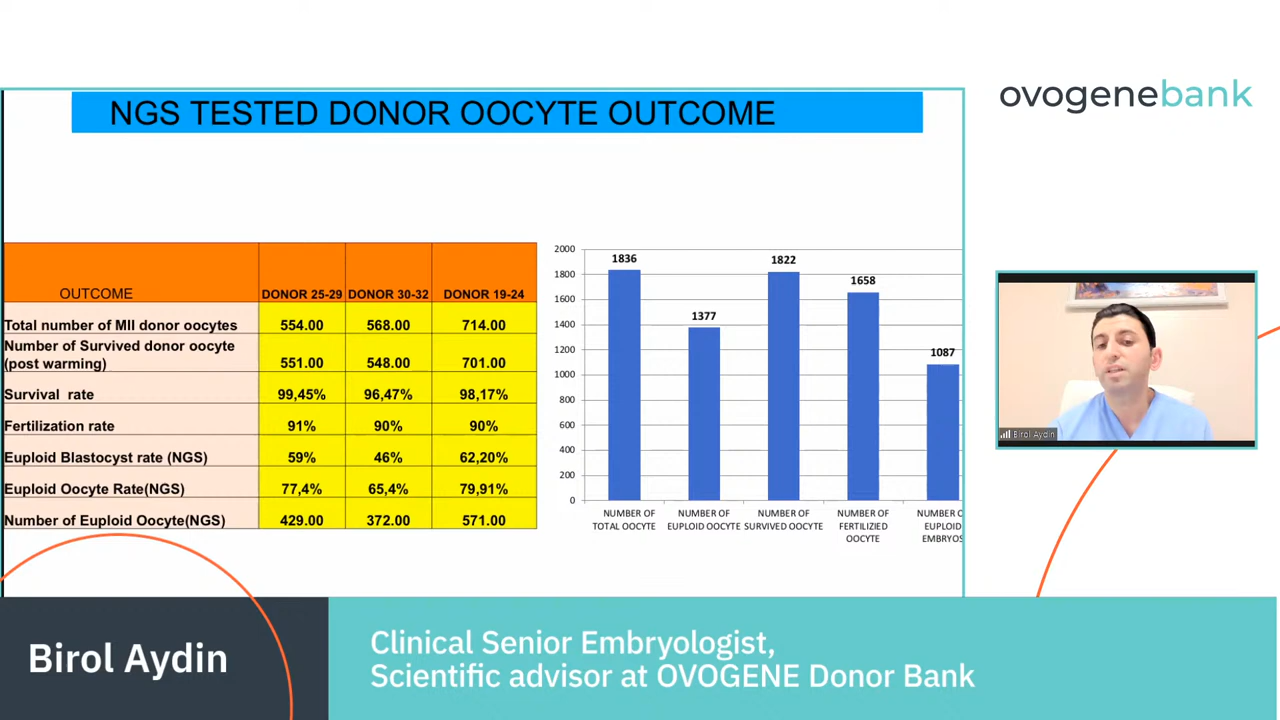 NGS TESTED DONOR OOCYTE OUTCOME
ovogenebank
OUTCOME DONOR 25-29 DONOR 30-32 DONOR 19-24
Total number of MII donor oocytes 554.00 568.00 714.00
Number of Survived donor oocyte
(post warming) 551.00 548.00 701.00
Survival rate 99,45% 96,47% 98,17%
Fertilization rate 91% 90% 90%
Euploid Blastocyst rate (NGS) 59% 46% 62,20%
Euploid Oocyte Rate(NGS) 77,4% 65,4% 79,91%
Number of Euploid Oocyte(NGS) 429.00 372.00 571.00
2000
1800
1600
1400
1200
1000
800
600
400
200
0
1836
1377
1822
1658
1087
NUMBER OF
TOTAL OOCYTE
NUMBER OF
EUPLOID OOCYTE
NUMBER OF
SURVIVED OOCYTE
NUMBER OF
FERTILIZIED
OOCYTE
NUMBER
EUPLOID
EMBRYOS
Birol Aydin
Birol Aydin
Clinical Senior Embryologist,
Scientific advisor at OVOGENE Donor Bank